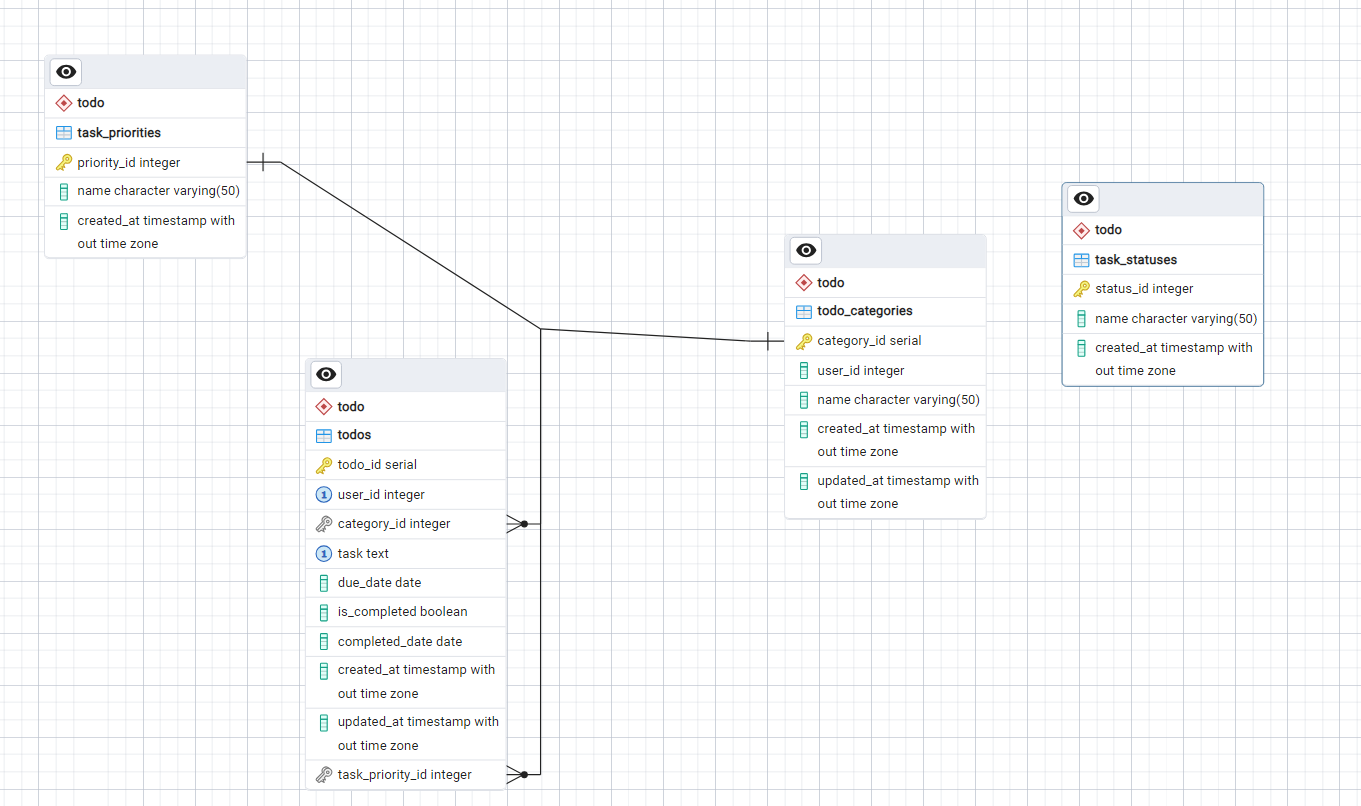 todo
task_priorities
priority_id integer
name character varying(50)
created_at timestamp with
out time zone
todo
todos
todo_id serial
1
user_id integer
category_id integer
1
task text
due_date date
is_completed boolean
completed_date date
created_at timestamp with
out time zone
updated_at timestamp with
out time zone
task_priority_id integer
todo
todo_categories
category_id serial
user_id integer
name character varying(50)
created_at timestamp with
out time zone
updated_at timestamp with
out time zone
todo
task_statuses
status_id integer
name character varying(50)
created_at timestamp with
out time zone